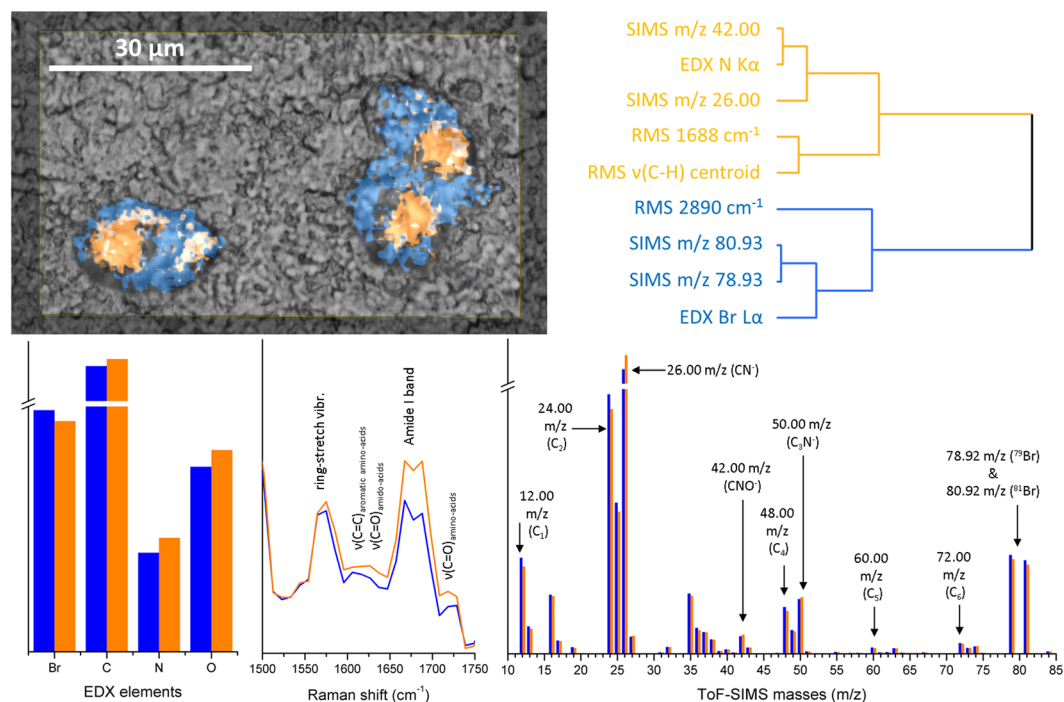 30 µm
SIMS m/z 42.00
EDX N Kα
SIMS m/z 26.00
RMS 1688 cm⁻¹
RMS ν(C-H) centroid
RMS 2890 cm⁻¹
SIMS m/z 80.93
SIMS m/z 78.93
EDX Br Lα
Br C N O
EDX elements
ring-stretch vibr.
ν(C=C)aromatic amino-acids
ν(C=O)amido-acids
Amide I band
ν(C=O)amino-acids
1500 1550 1600 1650 1700 1750
Raman shift (cm⁻¹)
26.00 m/z (CN⁻)
24.00
m/z
(C₂)
50.00 m/z
(C₃N⁻)
12.00
m/z
(C₁)
42.00 m/z
(CNO⁻)
48.00
m/z
(C₄)
78.92 m/z (⁷⁹Br)
&
80.92 m/z (⁸¹Br)
60.00
m/z
(C₅)
72.00
m/z
(C₆)
10 15 20 25 30 35 40 45 50 55 60 65 70 75 80 85
ToF-SIMS masses (m/z)